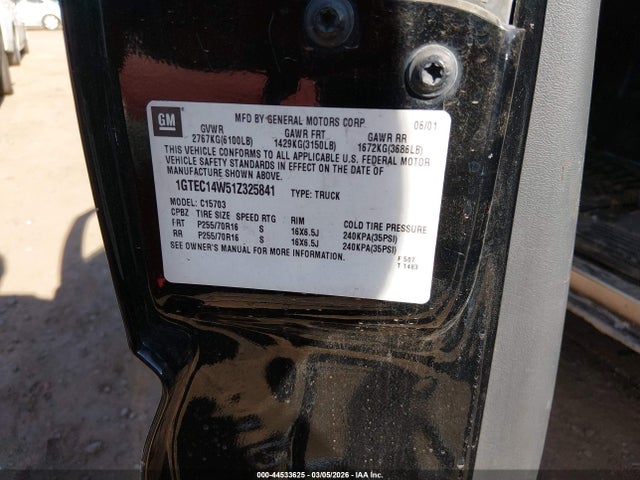 GM
MFD BY GENERAL MOTORS CORP 06/01
GVWR GAWR FRT GAWR RR
2767KG(6100LB) 1429KG(3150LB) 1672KG(3686LB)
THIS VEHICLE CONFORMS TO ALL APPLICABLE U.S. FEDERAL MOTOR
VEHICLE SAFETY STANDARDS IN EFFECT ON THE DATE OF
MANUFACTURE SHOWN ABOVE.
1GTEC14W51Z325841 TYPE: TRUCK
MODEL: C15703
CPBZ TIRE SIZE SPEED RTG RIM COLD TIRE PRESSURE
FRT P255/70R16 S 16X6.5J 240KPA(35PSI)
RR P255/70R16 S 16X6.5J 240KPA(35PSI)
SEE OWNER'S MANUAL FOR MORE INFORMATION.
F 507
T 1483
000-44533625 - 03/05/2026 - IAA Inc.